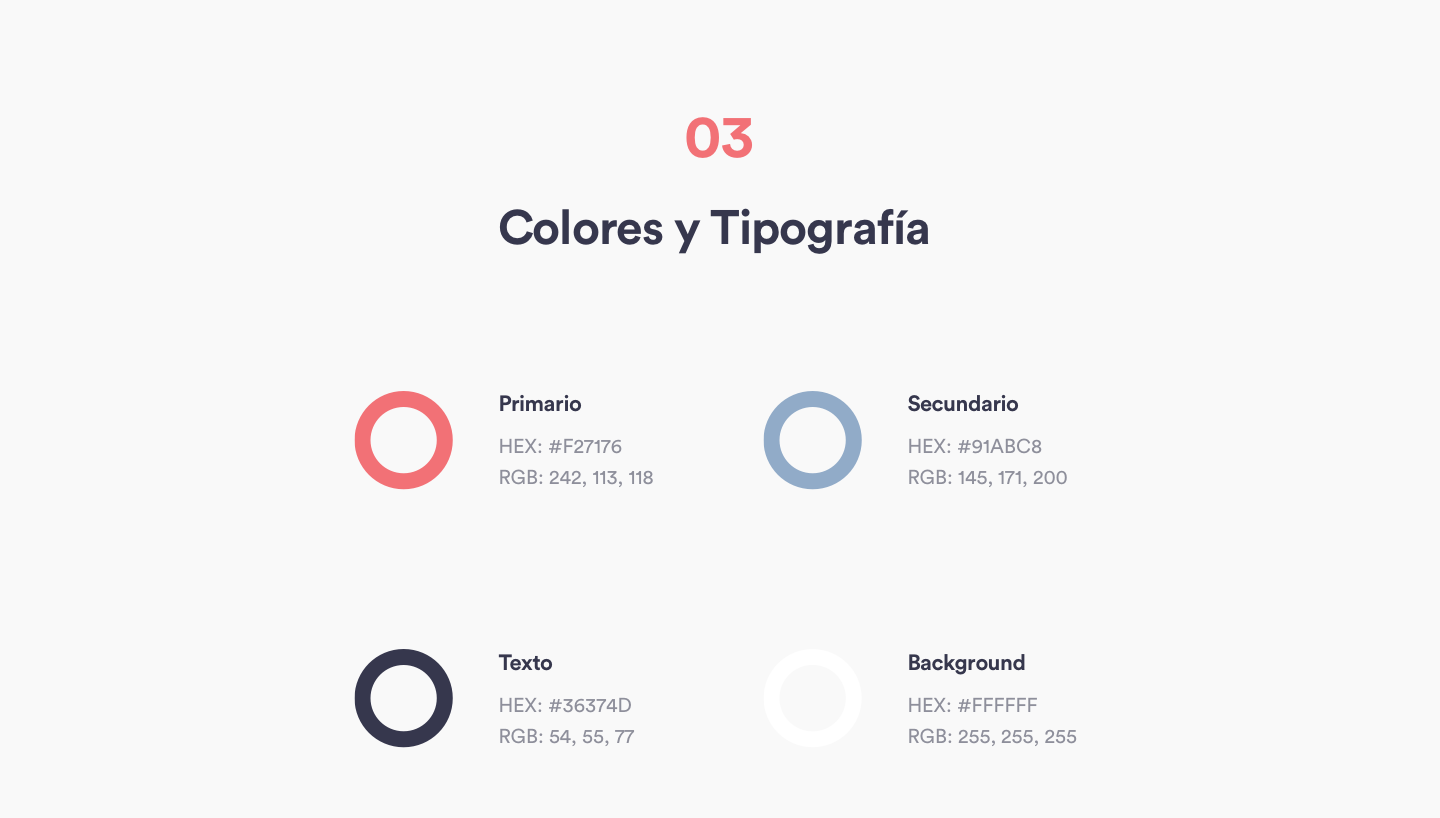 03
Colores y Tipografía
Primario
HEX: #F27176
RGB: 242, 113, 118
Secundario
HEX: #91ABC8
RGB: 145, 171, 200
Texto
HEX: #36374D
RGB: 54, 55, 77
Background
HEX: #FFFFFF
RGB: 255, 255, 255